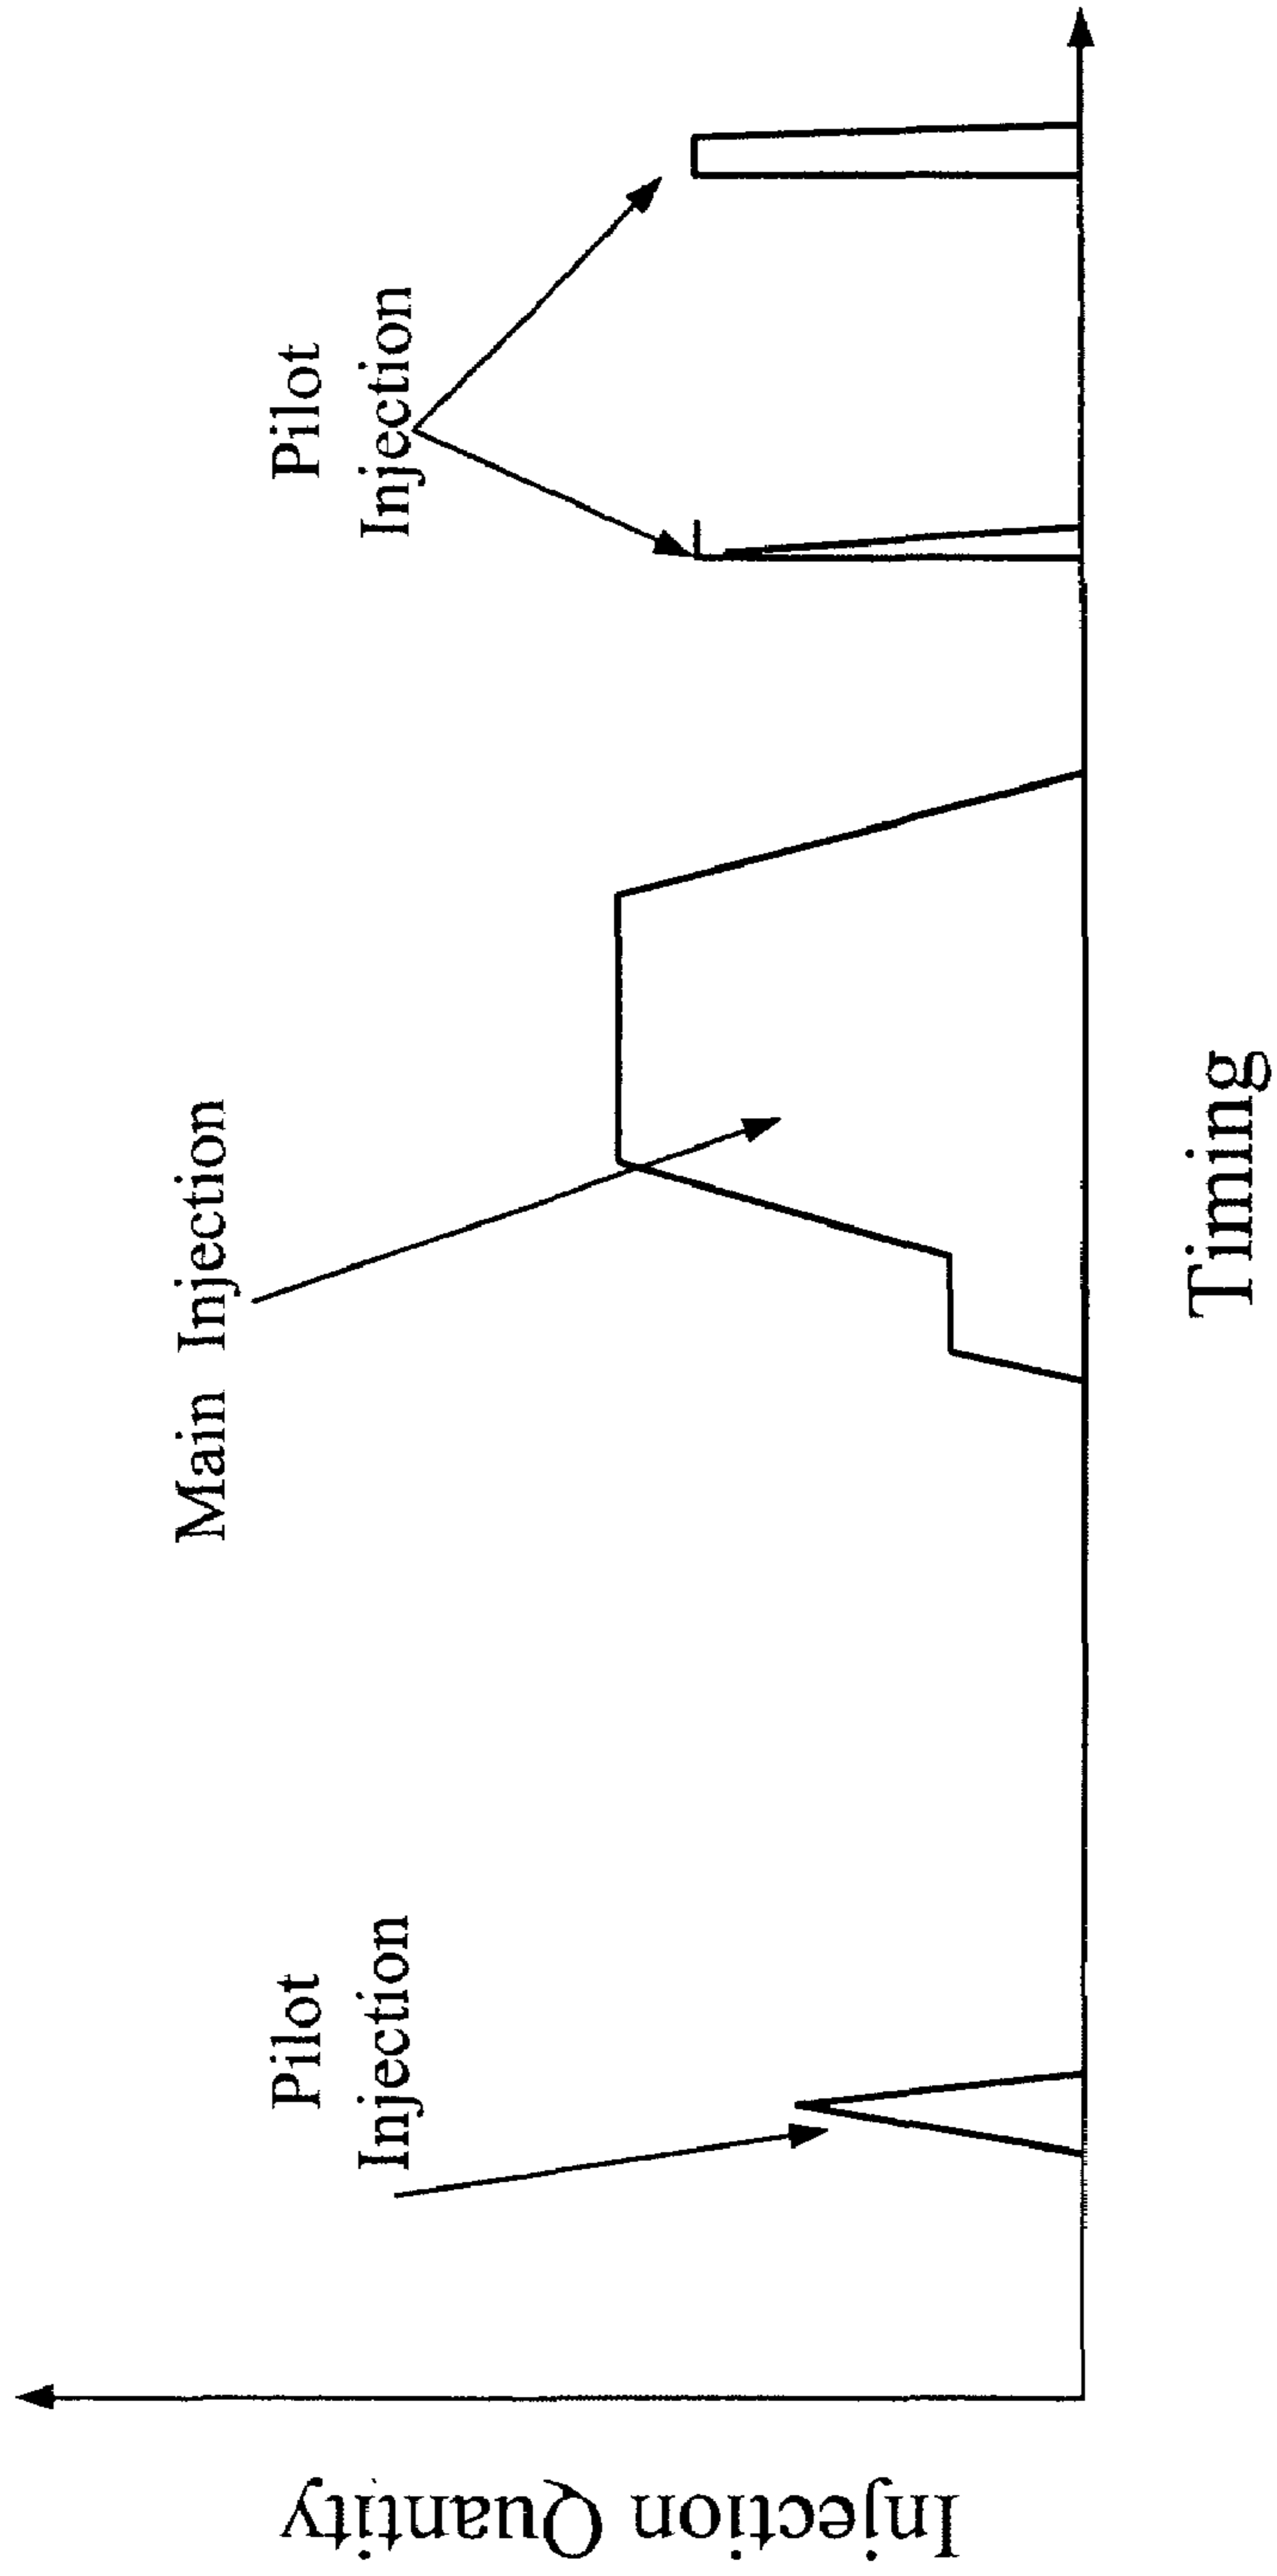 Pilot
Injection
Main Injection
Pilot
Injection
Injection Quantity
Timing